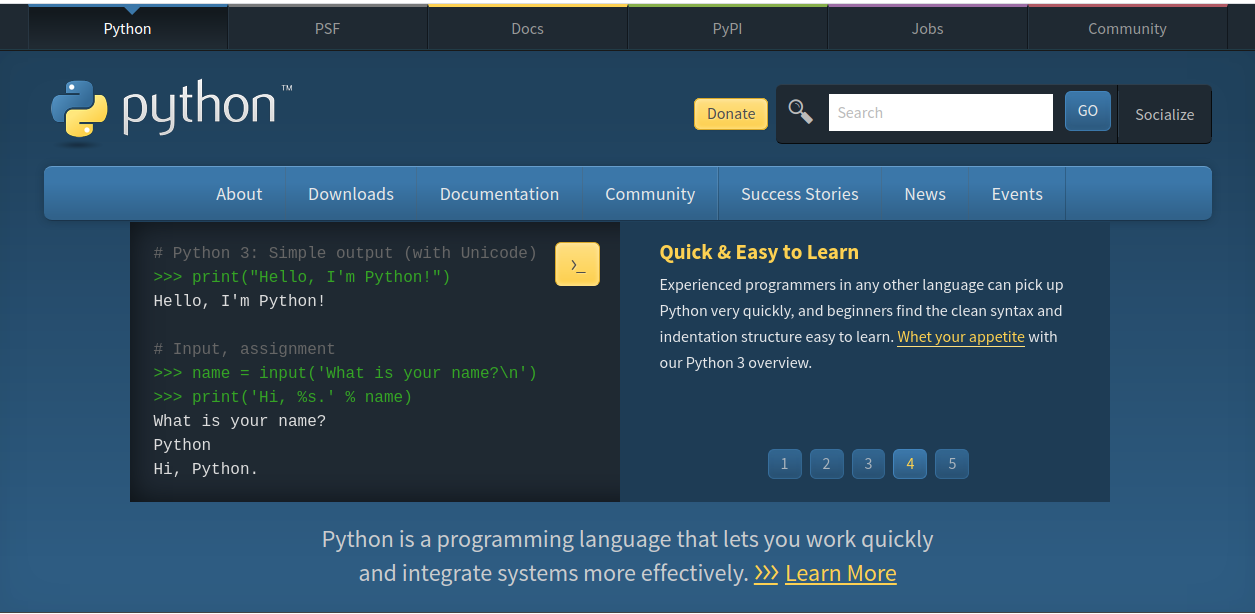 Python PSF Docs PyPI Jobs Community
python™
Donate Search GO Socialize
About Downloads Documentation Community Success Stories News Events
# Python 3: Simple output (with Unicode)
>>> print("Hello, I'm Python!")
Hello, I'm Python!
# Input, assignment
>>> name = input('What is your name?\n')
>>> print('Hi, %s.' % name)
What is your name?
Python
Hi, Python.
>_
Quick & Easy to Learn
Experienced programmers in any other language can pick up
Python very quickly, and beginners find the clean syntax and
indentation structure easy to learn. Whet your appetite with
our Python 3 overview.
1 2 3 4 5
Python is a programming language that lets you work quickly
and integrate systems more effectively. >>> Learn More